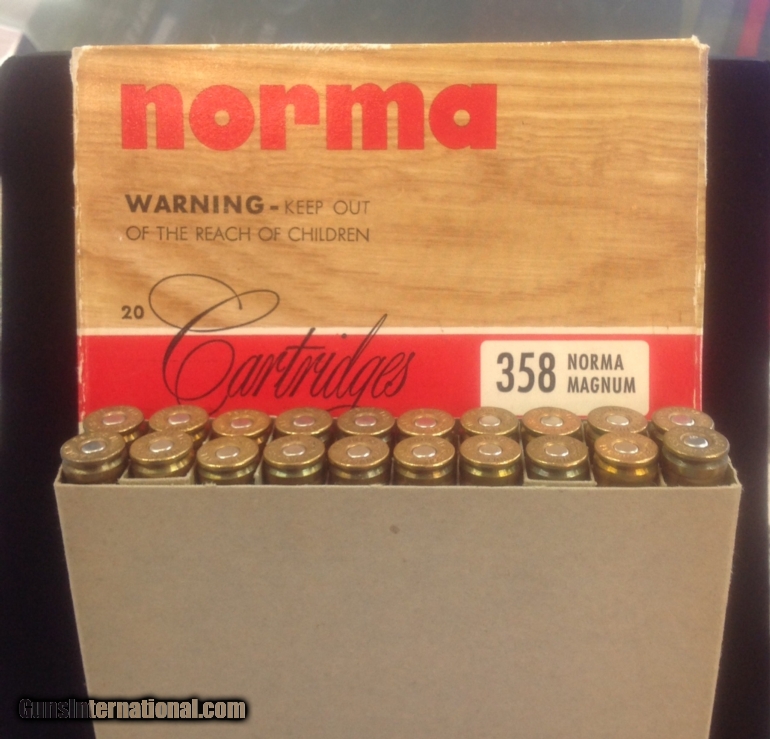 norma
WARNING - KEEP OUT
OF THE REACH OF CHILDREN
20
Cartridges
358 NORMA
MAGNUM
GunsInternational.com